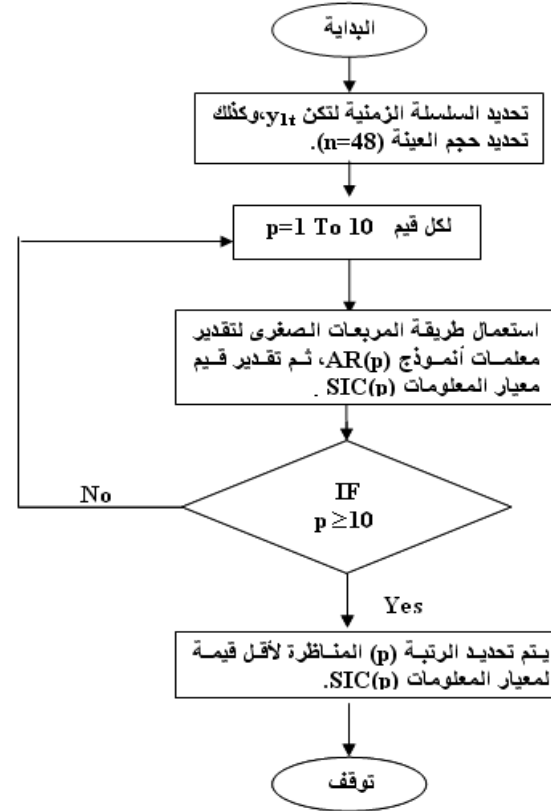 البداية
تحديد السلسلة الزمنية لتكن y1t،وكذلك
تحديد حجم العينة (n=48).
لكل قيم p=1 To 10
استعمال طريقة المربعات الصغرى لتقدير
معلمات أنموذج AR(p)، ثم تقدير قيم
معيار المعلومات SIC(p) .
IF
p ≥10
No
Yes
يتم تحديد الرتبة (p) المناظرة لأقل قيمة
لمعيار المعلومات SIC(p).
توقف